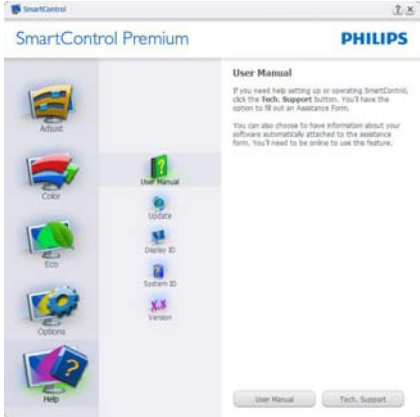 SmartControl
SmartControl Premium
PHILIPS
Adjust
Color
Eco
Options
Help
User Manual
Update
Display ID
System ID
Version
User Manual
If you need help setting up or operating SmartControl,
click the Tech. Support button. You'll have the
option to fill out an Assistance Form.
You can also choose to have information about your
software automatically attached to the assistance
form. You'll need to be online to use this feature.
User Manual
Tech. Support